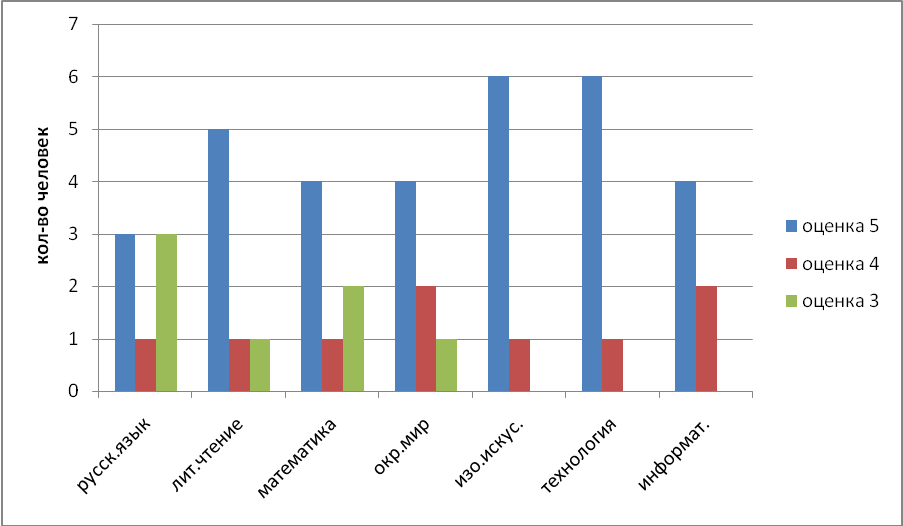 7
6
5
4
3
2
1
0
кол-во человек
русск.язык
лит.чтение
математика
окр.мир
изо.искус.
технология
информат.
оценка 5
оценка 4
оценка 3